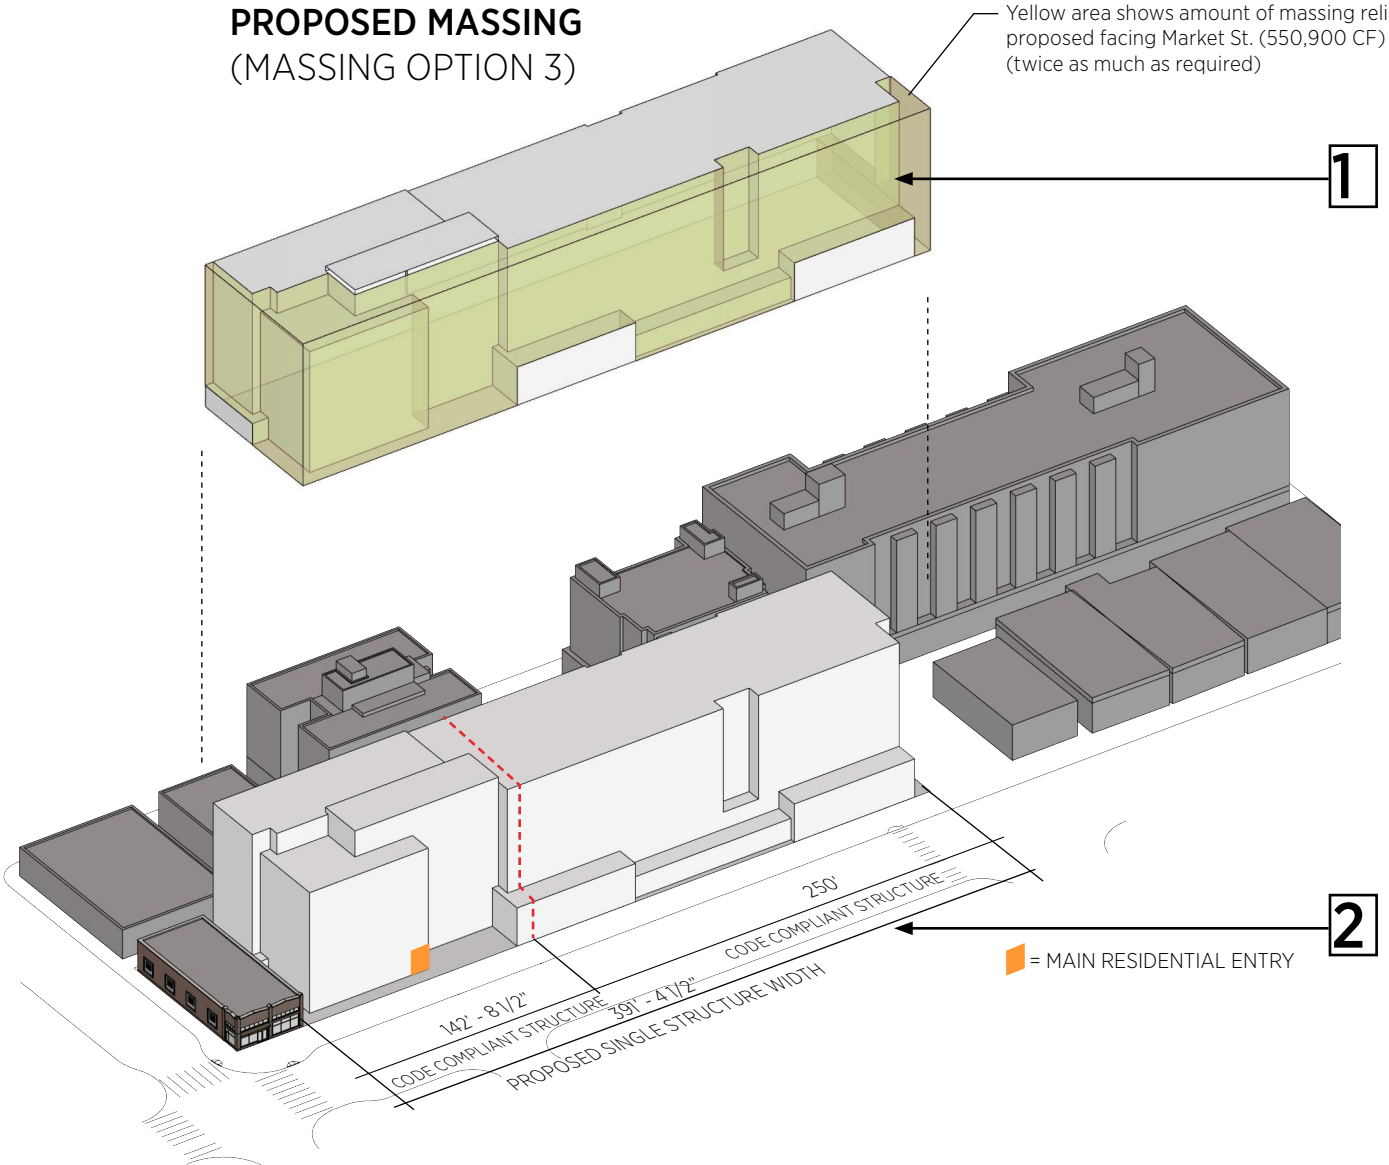 PROPOSED MASSING
(MASSING OPTION 3)
Yellow area shows amount of massing reli
proposed facing Market St. (550,900 CF)
(twice as much as required)
1
250'
CODE COMPLIANT STRUCTURE
2
= MAIN RESIDENTIAL ENTRY
142' - 8 1/2"
CODE COMPLIANT STRUCTURE
391' - 4 1/2"
PROPOSED SINGLE STRUCTURE WIDTH